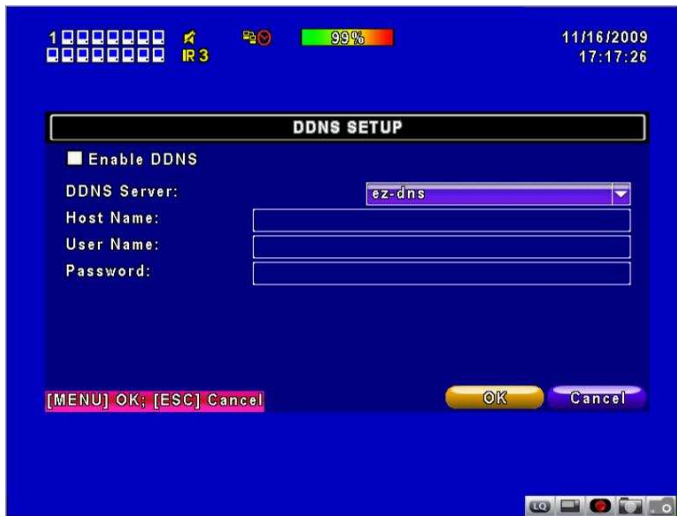 1
IR 3
99%
11/16/2009
17:17:26
DDNS SETUP
Enable DDNS
DDNS Server:
ez-dns
Host Name:
User Name:
Password:
[MENU] OK; [ESC] Cancel
OK
Cancel
LQ